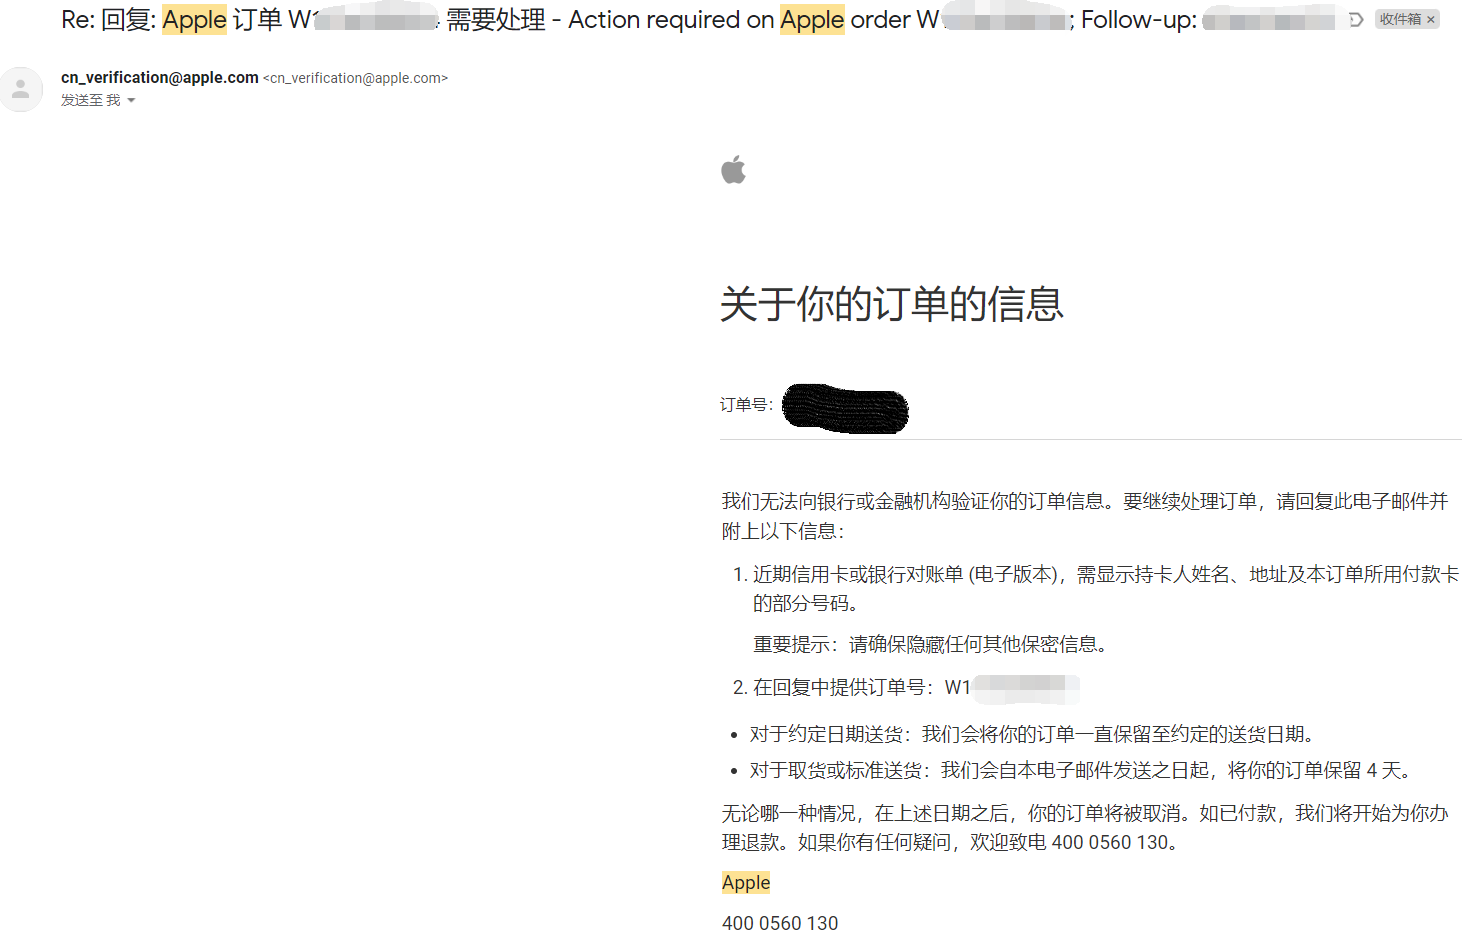 Re: 回复: Apple 订单 W 需要处理 - Action required on Apple order W ; Follow-up: 收件箱 ×
cn_verification@apple.com <cn_verification@apple.com>
发送至 我
关于你的订单的信息
订单号：
我们无法向银行或金融机构验证你的订单信息。要继续处理订单，请回复此电子邮件并
附上以下信息：
1. 近期信用卡或银行对账单 (电子版本)，需显示持卡人姓名、地址及本订单所用付款卡
的部分号码。
重要提示：请确保隐藏任何其他保密信息。
2. 在回复中提供订单号：W1
• 对于约定日期送货：我们会将你的订单一直保留至约定的送货日期。
• 对于取货或标准送货：我们会自本电子邮件发送之日起，将你的订单保留 4 天。
无论哪一种情况，在上述日期之后，你的订单将被取消。如已付款，我们将开始为你办
理退款。如果你有任何疑问，欢迎致电 400 0560 130。
Apple
400 0560 130